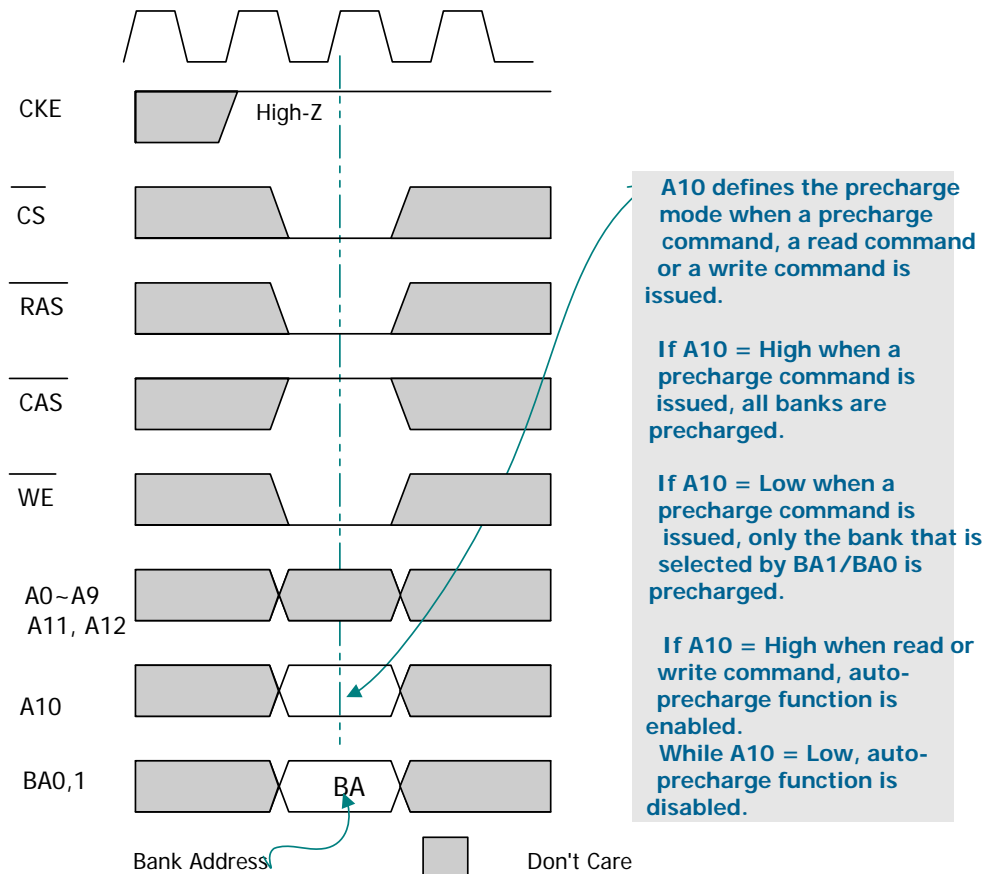 CKE
High-Z
CS
RAS
CAS
WE
A0~A9
A11, A12
A10
BA0,1
BA
Bank Address
Don't Care
A10 defines the precharge
mode when a precharge
command, a read command
or a write command is
issued.
If A10 = High when a
precharge command is
issued, all banks are
precharged.
If A10 = Low when a
precharge command is
issued, only the bank that is
selected by BA1/BA0 is
precharged.
If A10 = High when read or
write command, auto-
precharge function is
enabled.
While A10 = Low, auto-
precharge function is
disabled.